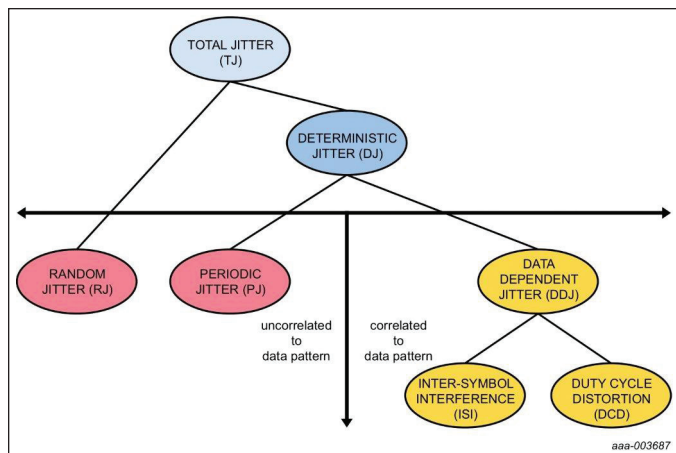 TOTAL JITTER
(TJ)
DETERMINISTIC
JITTER (DJ)
RANDOM
JITTER (RJ)
PERIODIC
JITTER (PJ)
DATA
DEPENDENT
JITTER (DDJ)
uncorrelated
to
data pattern
correlated
to
data pattern
INTER-SYMBOL
INTERFERENCE
(ISI)
DUTY CYCLE
DISTORTION
(DCD)
aaa-003687